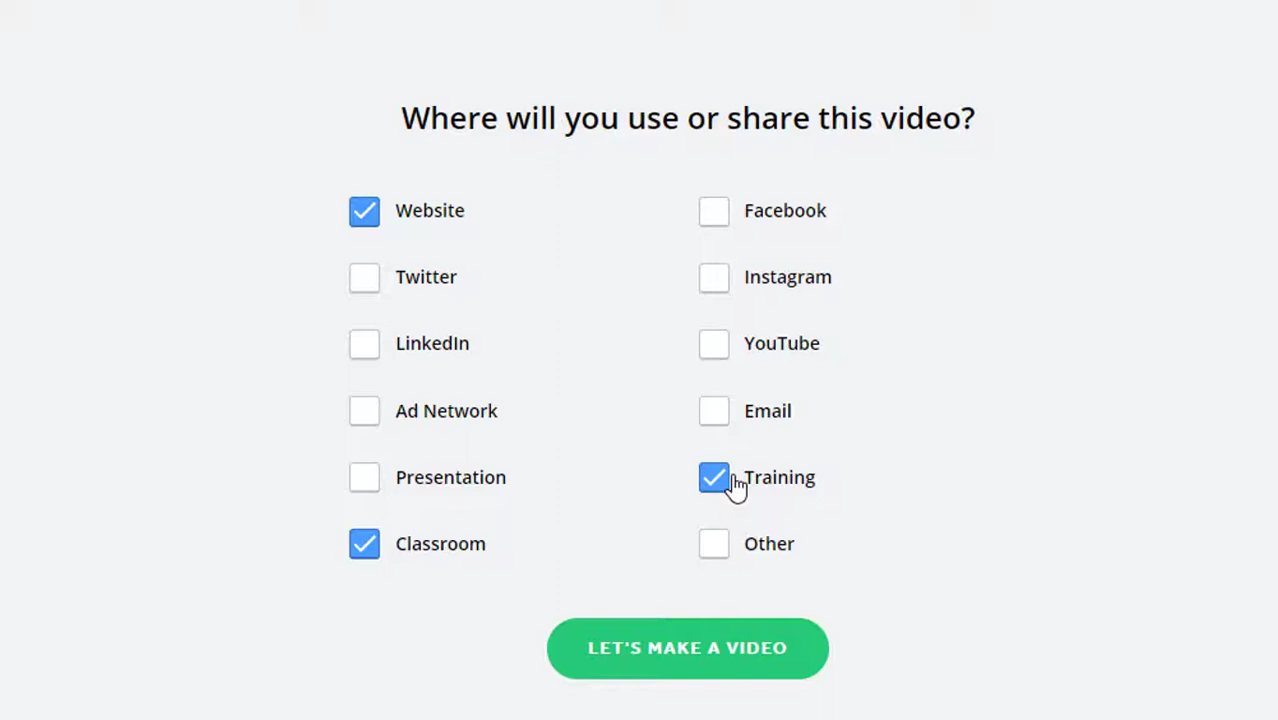 Where will you use or share this video?
Website
Facebook
Twitter
Instagram
LinkedIn
YouTube
Ad Network
Email
Presentation
Training
Classroom
Other
LET'S MAKE A VIDEO